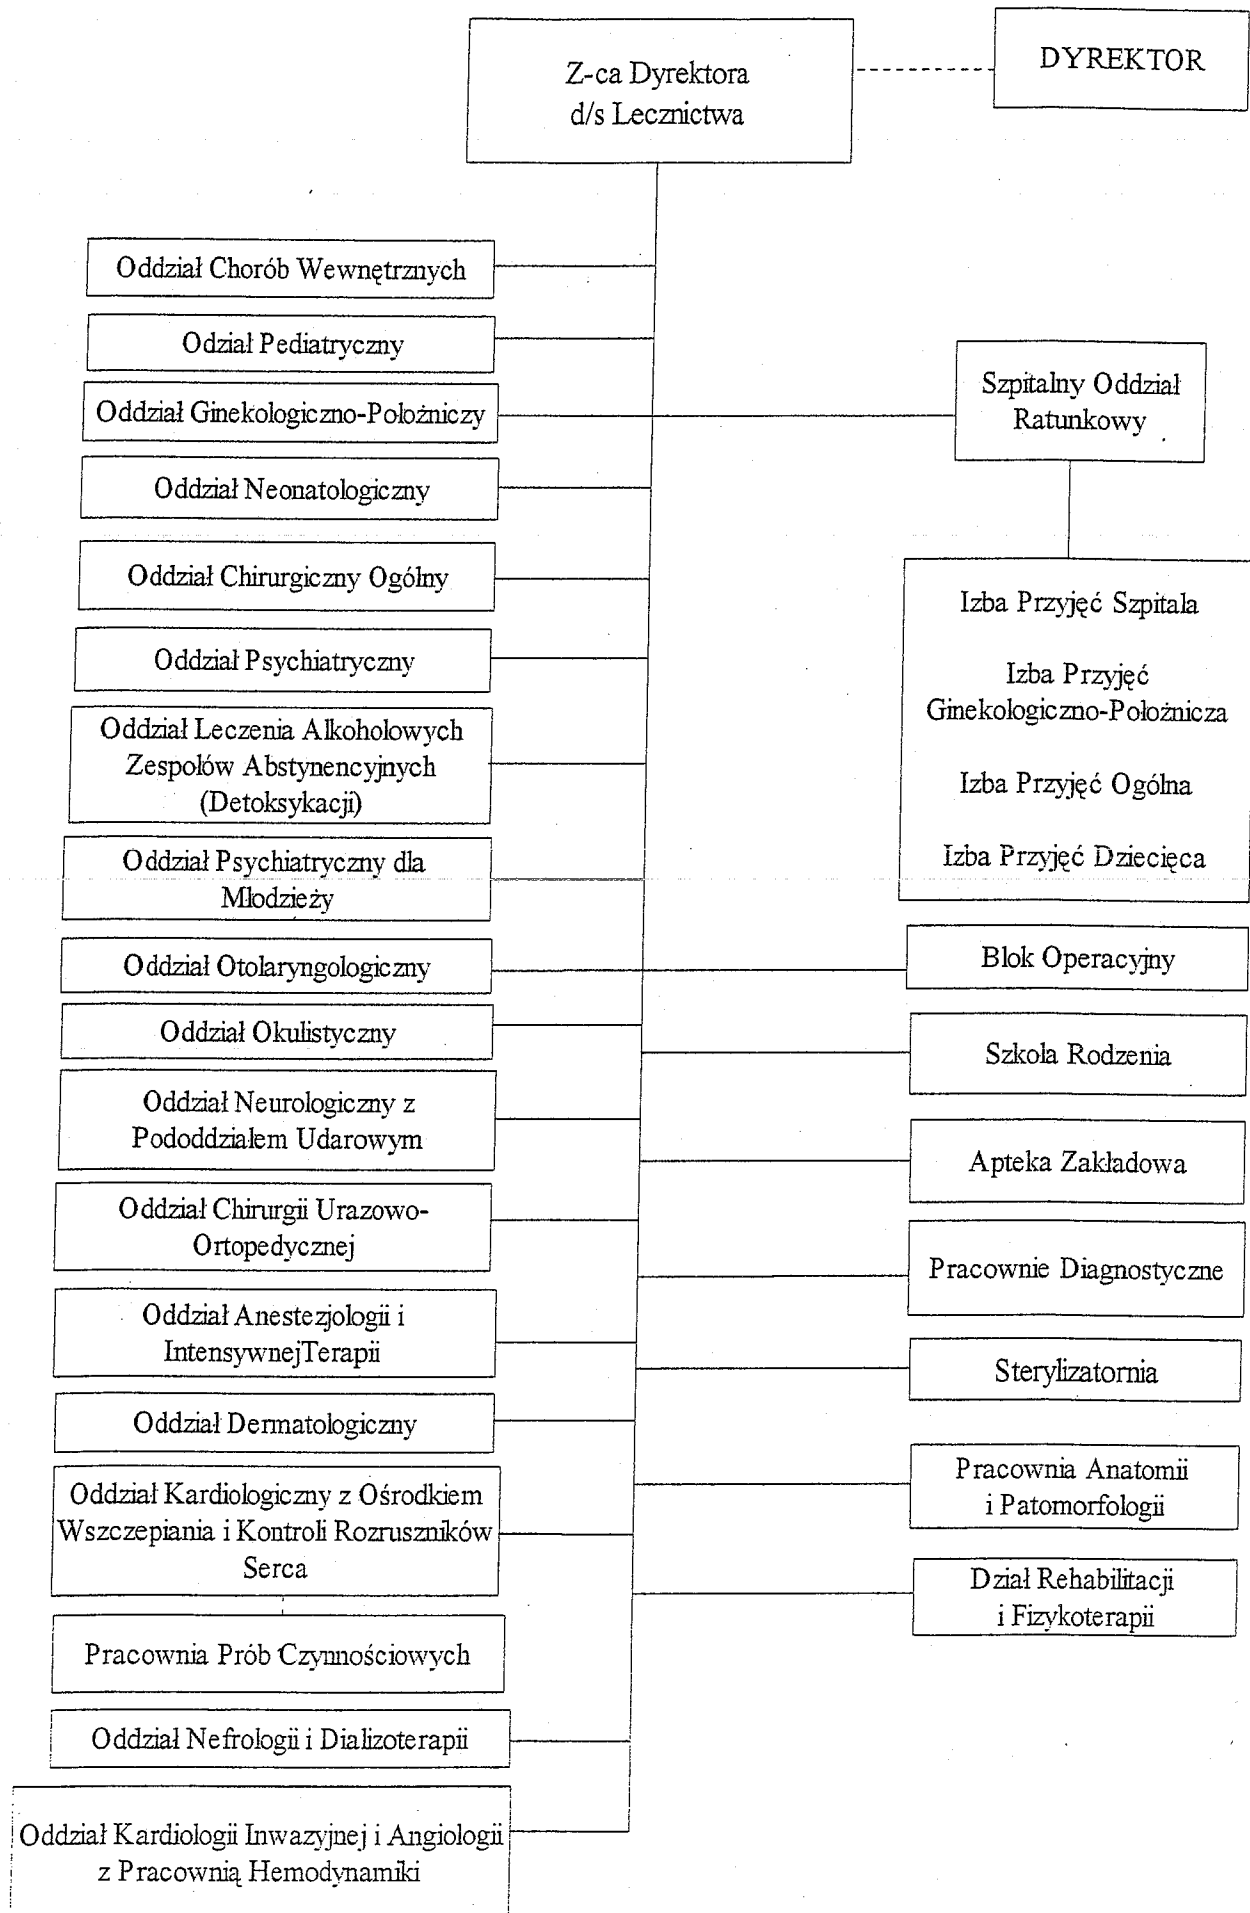 Z-ca Dyrektora
d/s Lecznictwa
DYREKTOR
Oddział Chorób Wewnętrznych
Odział Pediatryczny
Oddział Ginekologiczno-Położniczy
Oddział Neonatologiczny
Oddział Chirurgiczny Ogólny
Oddział Psychiatryczny
Oddział Leczenia Alkoholowych
Zespołów Abstynencyjnych
(Detoksykacji)
Oddział Psychiatryczny dla
Młodzieży
Oddział Otolaryngologiczny
Oddział Okulistyczny
Oddział Neurologiczny z
Pododdziałem Udarowym
Oddział Chirurgii Urazowo-
Ortopedycznej
Oddział Anestezjologii i
IntensywnejTerapii
Oddział Dermatologiczny
Oddział Kardiologiczny z Ośrodkiem
Wszczepiania i Kontroli Rozruszników
Serca
Pracownia Prób Czynnościowych
Oddział Nefrologii i Dializoterapii
Oddział Kardiologii Inwazyjnej i Angiologii
z Pracownią Hemodynamiki
Szpitalny Oddział
Ratunkowy
Izba Przyjęć Szpitala
Izba Przyjęć
Ginekologiczno-Położnicza
Izba Przyjęć Ogólna
Izba Przyjęć Dziecięca
Blok Operacyjny
Szkoła Rodzenia
Apteka Zakładowa
Pracownie Diagnostyczne
Sterylizatornia
Pracownia Anatomii
i Patomorfologii
Dział Rehabilitacji
i Fizykoterapii